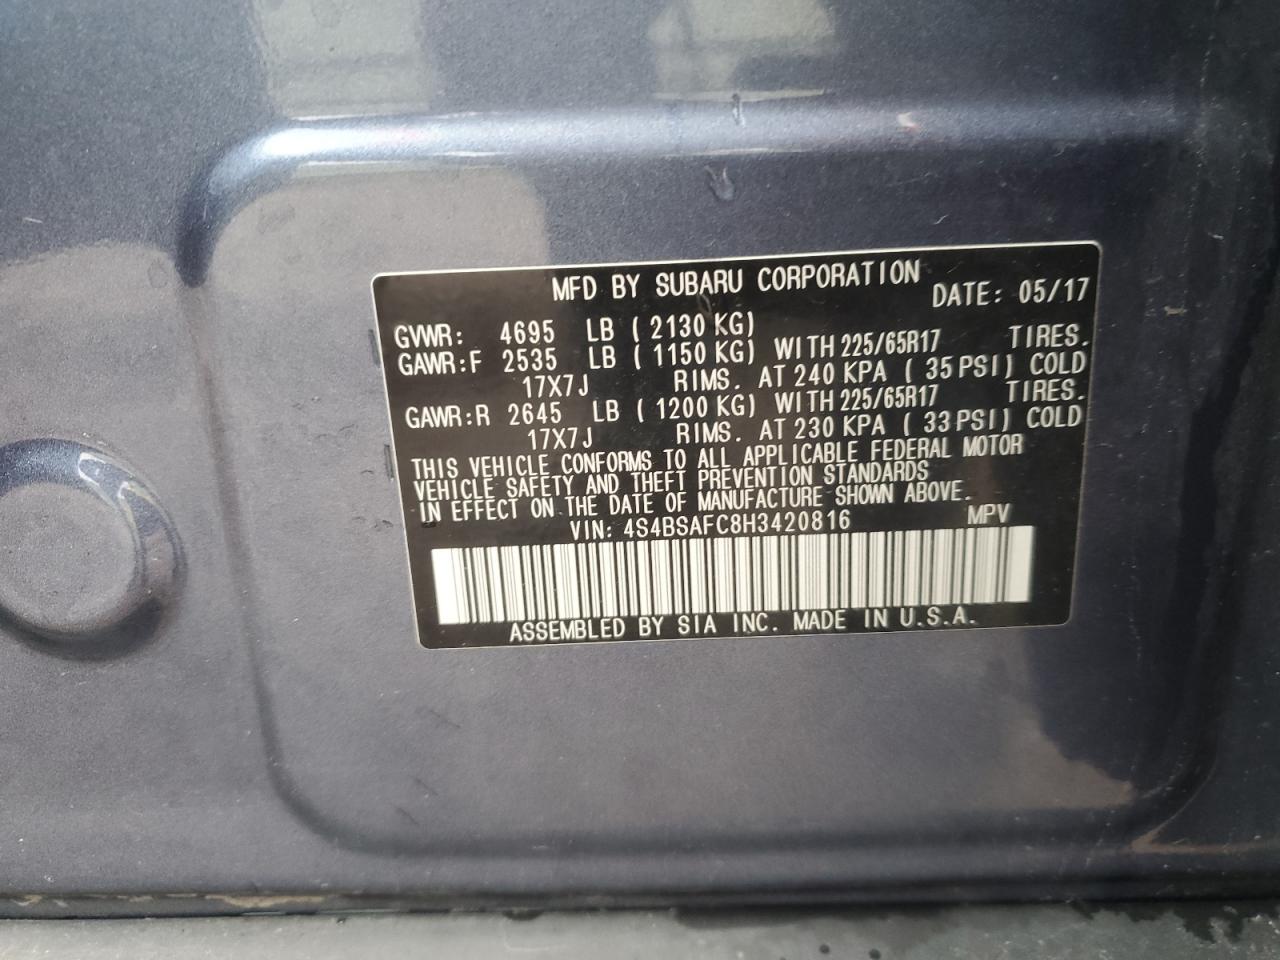 MFD BY SUBARU CORPORATION DATE: 05/17
GVWR: 4695 LB ( 2130 KG)
GAWR:F 2535 LB ( 1150 KG) WITH 225/65R17 TIRES.
17X7J RIMS. AT 240 KPA ( 35 PSI) COLD
GAWR:R 2645 LB ( 1200 KG) WITH 225/65R17 TIRES.
17X7J RIMS. AT 230 KPA ( 33 PSI) COLD
THIS VEHICLE CONFORMS TO ALL APPLICABLE FEDERAL MOTOR
VEHICLE SAFETY AND THEFT PREVENTION STANDARDS
IN EFFECT ON THE DATE OF MANUFACTURE SHOWN ABOVE.
VIN: 4S4BSAFC8H3420816 MPV
ASSEMBLED BY SIA INC. MADE IN U.S.A.